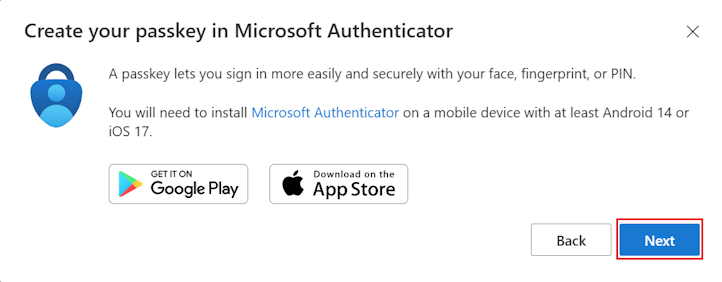 Create your passkey in Microsoft Authenticator
A passkey lets you sign in more easily and securely with your face, fingerprint, or PIN.
You will need to install Microsoft Authenticator on a mobile device with at least Android 14 or
iOS 17.
GET IT ON
Google Play
Download on the
App Store
Back
Next